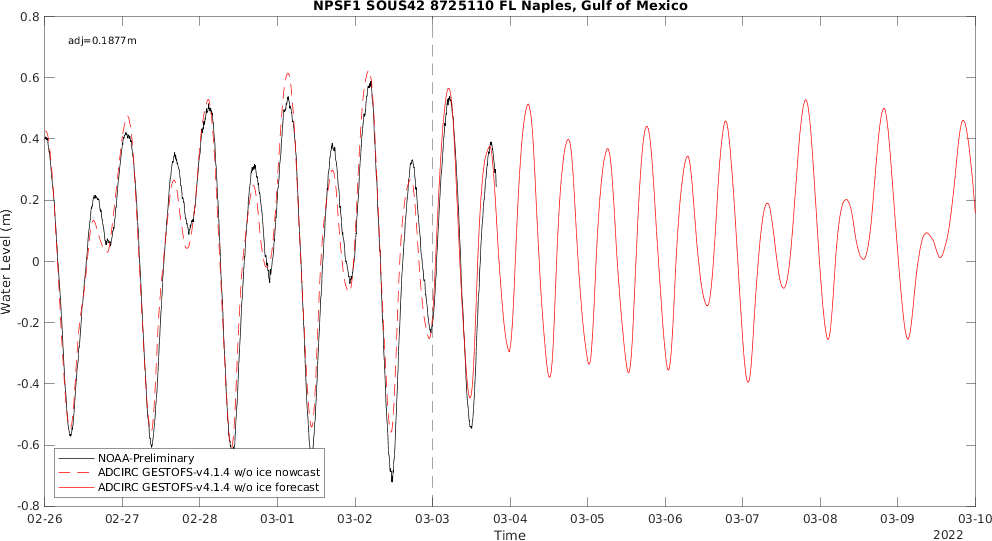 NPSF1 SOUS42 8725110 FL Naples, Gulf of Mexico
adj=0.1877m
Water Level (m)
0.8
0.6
0.4
0.2
0
-0.2
-0.4
-0.6
-0.8
NOAA-Preliminary
ADCIRC GESTOFS-v4.1.4 w/o ice nowcast
ADCIRC GESTOFS-v4.1.4 w/o ice forecast
02-26 02-27 02-28 03-01 03-02 03-03 03-04 03-05 03-06 03-07 03-08 03-09 03-10
Time
2022